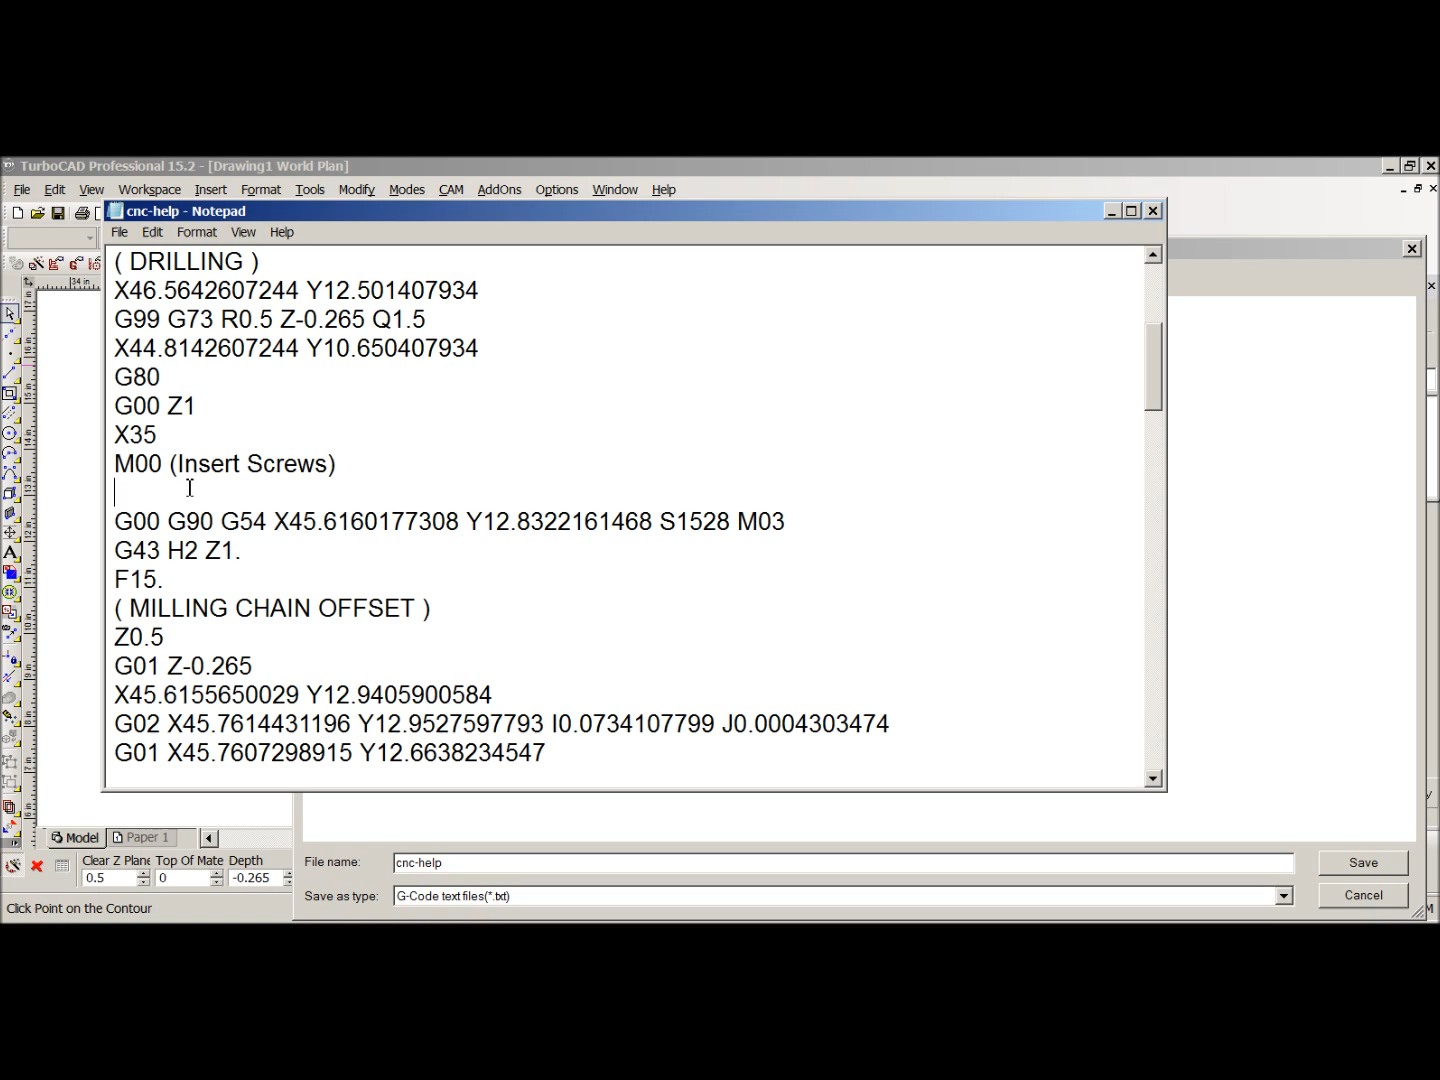 TurboCAD Professional 15.2 - [Drawing1 World Plan]
File Edit View Workspace Insert Format Tools Modify Modes CAM AddOns Options Window Help
cnc-help - Notepad
File Edit Format View Help
( DRILLING )
X46.5642607244 Y12.501407934
G99 G73 R0.5 Z-0.265 Q1.5
X44.8142607244 Y10.650407934
G80
G00 Z1
X35
M00 (Insert Screws)
G00 G90 G54 X45.6160177308 Y12.8322161468 S1528 M03
G43 H2 Z1.
F15.
( MILLING CHAIN OFFSET )
Z0.5
G01 Z-0.265
X45.6155650029 Y12.9405900584
G02 X45.7614431196 Y12.9527597793 I0.0734107799 J0.0004303474
G01 X45.7607298915 Y12.6638234547
34 in
Model Paper 1
Clear Z Plane Top Of Mate Depth
0.5 0 -0.265
Click Point on the Contour
File name: cnc-help Save
Save as type: G-Code text files(*.txt) Cancel